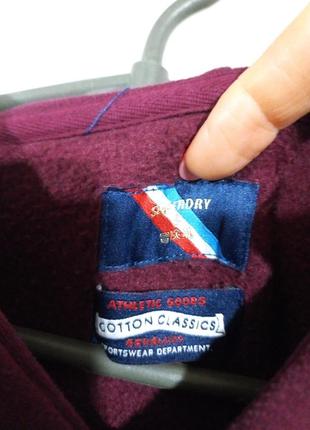 SUPERDRY
ATHLETIC GOODS
COTTON CLASSICS
SPORTSWEAR DEPARTMENT.